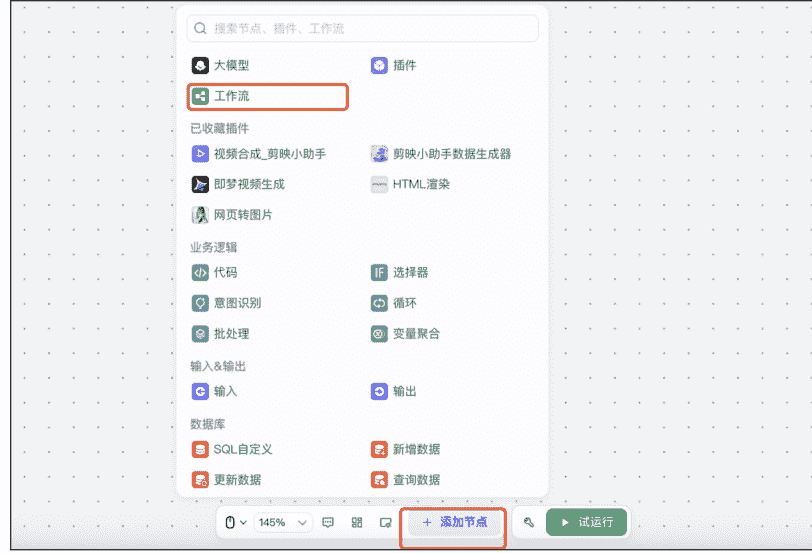 搜索节点、插件、工作流
大模型 插件
工作流
已收藏插件
视频合成_剪映小助手 剪映小助手数据生成器
即梦视频生成 HTML渲染
网页转图片
业务逻辑
代码 IF 选择器
意图识别 循环
批处理 变量聚合
输入&输出
输入 输出
数据库
SQL自定义 新增数据
更新数据 查询数据
145% + 添加节点 试运行